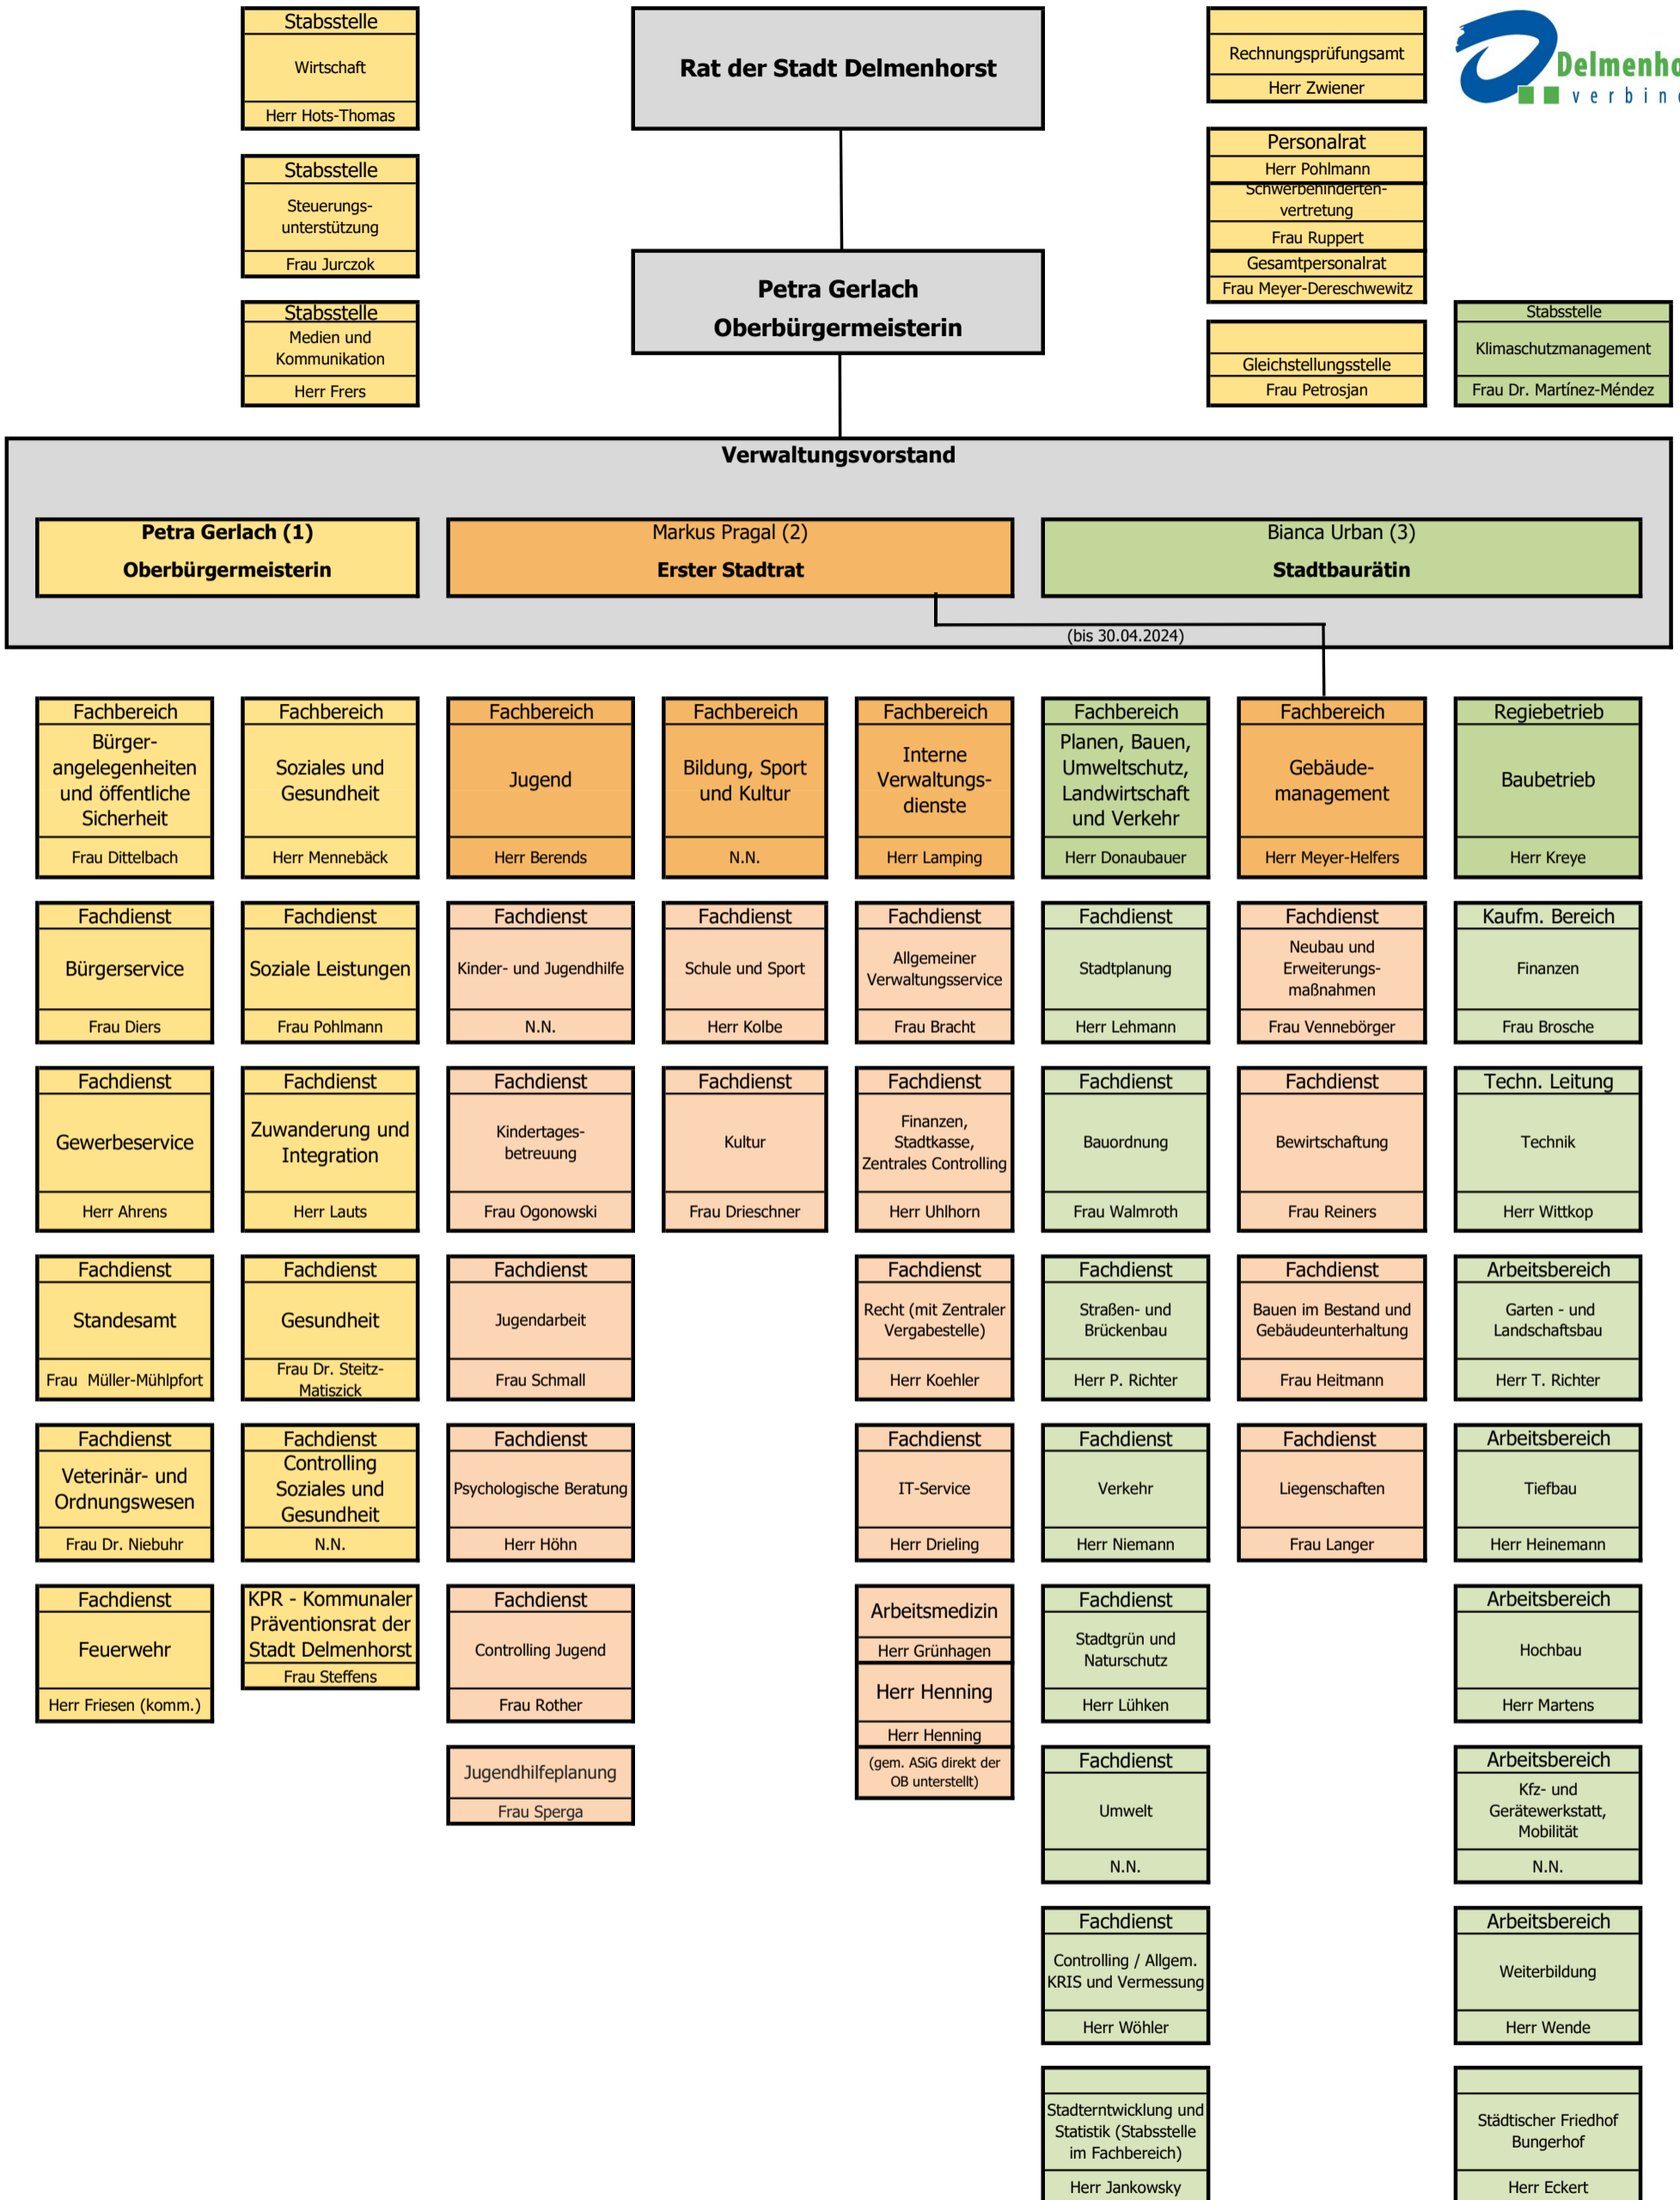 Stabsstelle
Wirtschaft
Herr Hots-Thomas
Stabsstelle
Steuerungs-
unterstützung
Frau Jurczok
Stabsstelle
Medien und
Kommunikation
Herr Frers
Rat der Stadt Delmenhorst
Petra Gerlach
Oberbürgermeisterin
Rechnungsprüfungsamt
Herr Zwiener
Personalrat
Herr Pohlmann
Schwerbehinderten-
vertretung
Frau Ruppert
Gesamtpersonalrat
Frau Meyer-Dereschwewitz
Gleichstellungsstelle
Frau Petrosjan
Delmenho
verbin
Stabsstelle
Klimaschutzmanagement
Frau Dr. Martínez-Méndez
Verwaltungsvorstand
Petra Gerlach (1)
Oberbürgermeisterin
Markus Pragal (2)
Erster Stadtrat
Bianca Urban (3)
Stadtbaurätin
(bis 30.04.2024)
Fachbereich
Bürger-
angelegenheiten
und öffentliche
Sicherheit
Frau Dittelbach
Fachdienst
Bürgerservice
Frau Diers
Fachdienst
Gewerbeservice
Herr Ahrens
Fachdienst
Standesamt
Frau  Müller-Mühlpfort
Fachdienst
Veterinär- und
Ordnungswesen
Frau Dr. Niebuhr
Fachdienst
Feuerwehr
Herr Friesen (komm.)
Fachbereich
Soziales und
Gesundheit
Herr Mennebäck
Fachdienst
Soziale Leistungen
Frau Pohlmann
Fachdienst
Zuwanderung und
Integration
Herr Lauts
Fachdienst
Gesundheit
Frau Dr. Steitz-
Matiszick
Fachdienst
Controlling
Soziales und
Gesundheit
N.N.
KPR - Kommunaler
Präventionsrat der
Stadt Delmenhorst
Frau Steffens
Fachbereich
Jugend
Herr Berends
Fachdienst
Kinder- und Jugendhilfe
N.N.
Fachdienst
Kindertages-
betreuung
Frau Ogonowski
Fachdienst
Jugendarbeit
Frau Schmall
Fachdienst
Psychologische Beratung
Herr Höhn
Fachdienst
Controlling Jugend
Frau Rother
Jugendhilfeplanung
Frau Sperga
Fachbereich
Bildung, Sport
und Kultur
N.N.
Fachdienst
Schule und Sport
Herr Kolbe
Fachdienst
Kultur
Frau Drieschner
Fachbereich
Interne
Verwaltungs-
dienste
Herr Lamping
Fachdienst
Allgemeiner
Verwaltungsservice
Frau Bracht
Fachdienst
Finanzen,
Stadtkasse,
Zentrales Controlling
Herr Uhlhorn
Fachdienst
Recht (mit Zentraler
Vergabestelle)
Herr Koehler
Fachdienst
IT-Service
Herr Drieling
Arbeitsmedizin
Herr Grünhagen
Herr Henning
Herr Henning
(gem. ASiG direkt der
OB unterstellt)
Fachbereich
Planen, Bauen,
Umweltschutz,
Landwirtschaft
und Verkehr
Herr Donaubauer
Fachdienst
Stadtplanung
Herr Lehmann
Fachdienst
Bauordnung
Frau Walmroth
Fachdienst
Straßen- und
Brückenbau
Herr P. Richter
Fachdienst
Verkehr
Herr Niemann
Fachdienst
Stadtgrün und
Naturschutz
Herr Lühken
Fachdienst
Umwelt
N.N.
Fachdienst
Controlling / Allgem.
KRIS und Vermessung
Herr Wöhler
Stadterntwicklung und
Statistik (Stabsstelle
im Fachbereich)
Herr Jankowsky
Fachbereich
Gebäude-
management
Herr Meyer-Helfers
Fachdienst
Neubau und
Erweiterungs-
maßnahmen
Frau Vennebörger
Fachdienst
Bewirtschaftung
Frau Reiners
Fachdienst
Bauen im Bestand und
Gebäudeunterhaltung
Frau Heitmann
Fachdienst
Liegenschaften
Frau Langer
Regiebetrieb
Baubetrieb
Herr Kreye
Kaufm. Bereich
Finanzen
Frau Brosche
Techn. Leitung
Technik
Herr Wittkop
Arbeitsbereich
Garten - und
Landschaftsbau
Herr T. Richter
Arbeitsbereich
Tiefbau
Herr Heinemann
Arbeitsbereich
Hochbau
Herr Martens
Arbeitsbereich
Kfz- und
Gerätewerkstatt,
Mobilität
N.N.
Arbeitsbereich
Weiterbildung
Herr Wende
Städtischer Friedhof
Bungerhof
Herr Eckert